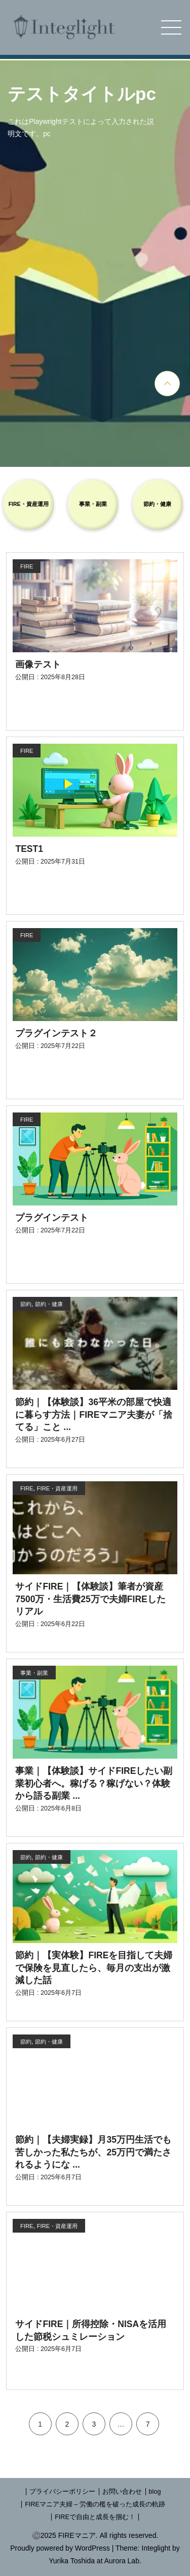 Integlight
テストタイトルpc
これはPlaywrightテストによって入力された説
明文です。pc
FIRE・資産運用
事業・副業
節約・健康
FIRE
画像テスト
公開日 : 2025年8月28日
FIRE
TEST1
公開日 : 2025年7月31日
FIRE
プラグインテスト２
公開日 : 2025年7月22日
FIRE
プラグインテスト
公開日 : 2025年7月22日
節約, 節約・健康
誰にも会わなかった日。
節約｜【体験談】36平米の部屋で快適
に暮らす方法｜FIREマニア夫妻が「捨
てる」こと ...
公開日 : 2025年6月27日
FIRE, FIRE・資産運用
これから、
向かうのだろう」
サイドFIRE｜【体験談】筆者が資産
7500万・生活費25万で夫婦FIREした
リアル
公開日 : 2025年6月22日
事業・副業
事業｜【体験談】サイドFIREしたい副
業初心者へ。稼げる？稼げない？体験
から語る副業 ...
公開日 : 2025年6月8日
節約, 節約・健康
節約｜【実体験】FIREを目指して夫婦
で保険を見直したら、毎月の支出が激
減した話
公開日 : 2025年6月7日
節約, 節約・健康
節約｜【夫婦実録】月35万円生活でも
苦しかった私たちが、25万円で満たさ
れるようにな ...
公開日 : 2025年6月7日
FIRE, FIRE・資産運用
サイドFIRE｜所得控除・NISAを活用
した節税シュミレーション
公開日 : 2025年6月7日
1 2 3 … 7
| プライバシーポリシー | お問い合わせ | blog
| FIREマニア夫婦 – 労働の檻を破った成長の軌跡
| FIREで自由と成長を掴む！ |
©2025 FIREマニア. All rights reserved.
Proudly powered by WordPress | Theme: Integlight by
Yurika Toshida at Aurora Lab.